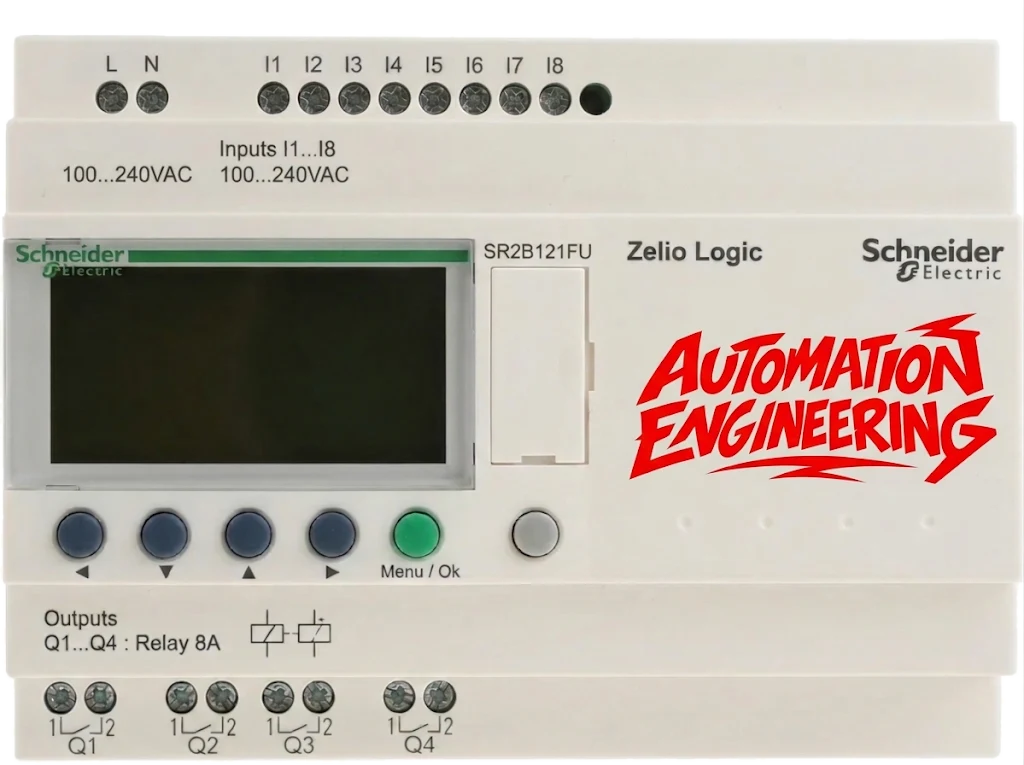 L N I1 I2 I3 I4 I5 I6 I7 I8
Inputs I1...I8
100...240VAC 100...240VAC
Schneider
Electric
SR2B121FU
Zelio Logic
Schneider
Electric
AUTOMATION
ENGINEERING
Menu / Ok
Outputs
Q1...Q4 : Relay 8A
1 2 1 2 1 2 1 2
Q1 Q2 Q3 Q4